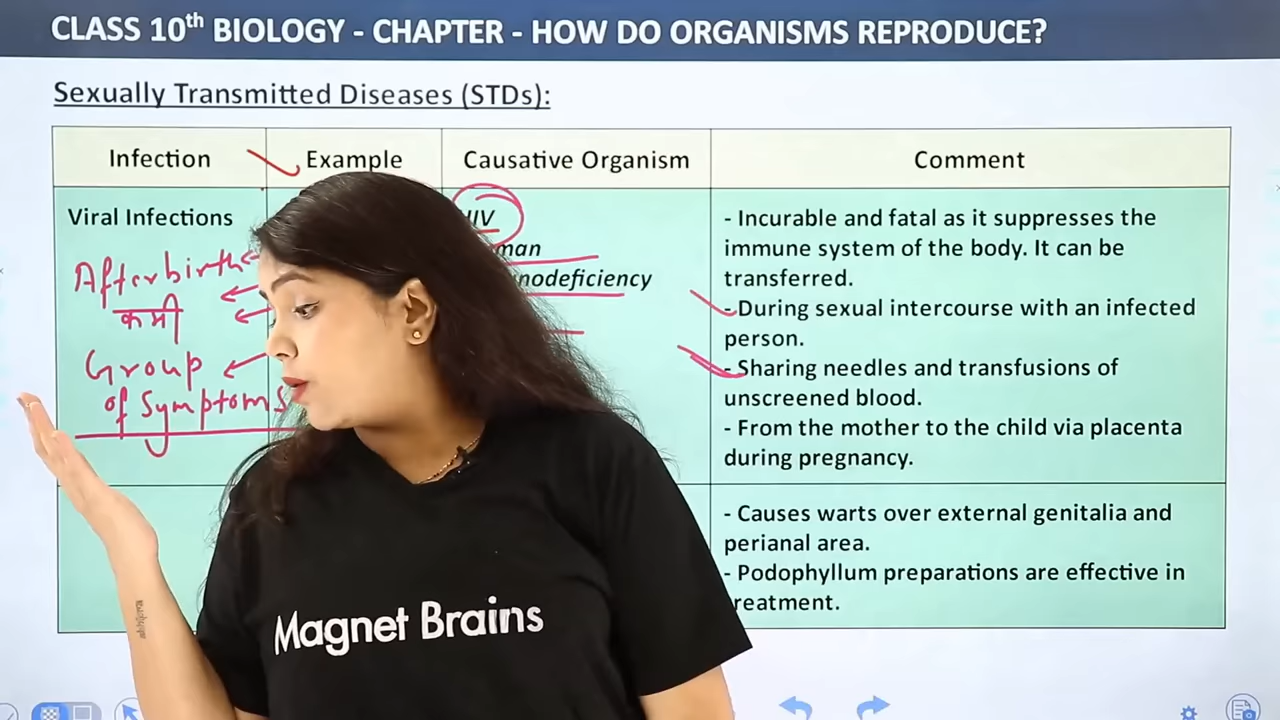 CLASS 10th BIOLOGY - CHAPTER - HOW DO ORGANISMS REPRODUCE?
Sexually Transmitted Diseases (STDs):
Infection Example Causative Organism Comment
Viral Infections
Afterbirth
कमी
Group
of Symptoms
IV
man
nodeficiency
- Incurable and fatal as it suppresses the
immune system of the body. It can be
transferred.
- During sexual intercourse with an infected
person.
- Sharing needles and transfusions of
unscreened blood.
- From the mother to the child via placenta
during pregnancy.
- Causes warts over external genitalia and
perianal area.
- Podophyllum preparations are effective in
reatment.
Magnet Brains